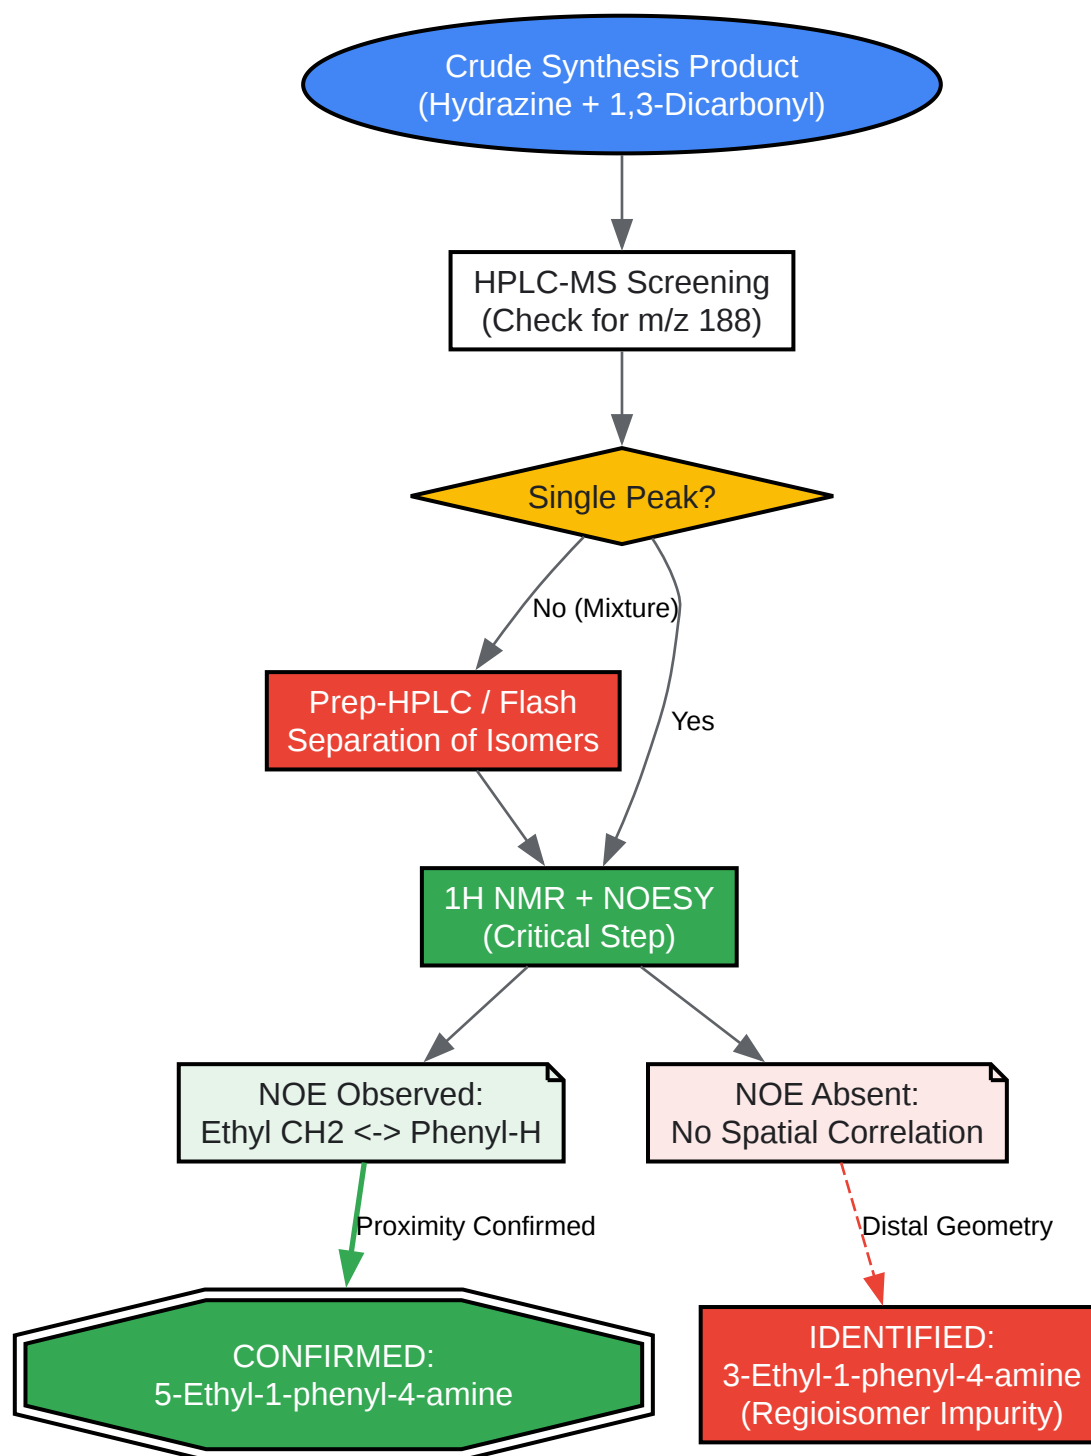 Crude Synthesis Product
(Hydrazine + 1,3-Dicarbonyl)
HPLC-MS Screening
(Check for m/z 188)
Single Peak?
No (Mixture)
Prep-HPLC / Flash
Separation of Isomers
Yes
1H NMR + NOESY
(Critical Step)
NOE Observed:
Ethyl CH2 <-> Phenyl-H
NOE Absent:
No Spatial Correlation
Proximity Confirmed
Distal Geometry
CONFIRMED:
5-Ethyl-1-phenyl-4-amine
IDENTIFIED:
3-Ethyl-1-phenyl-4-amine
(Regioisomer Impurity)